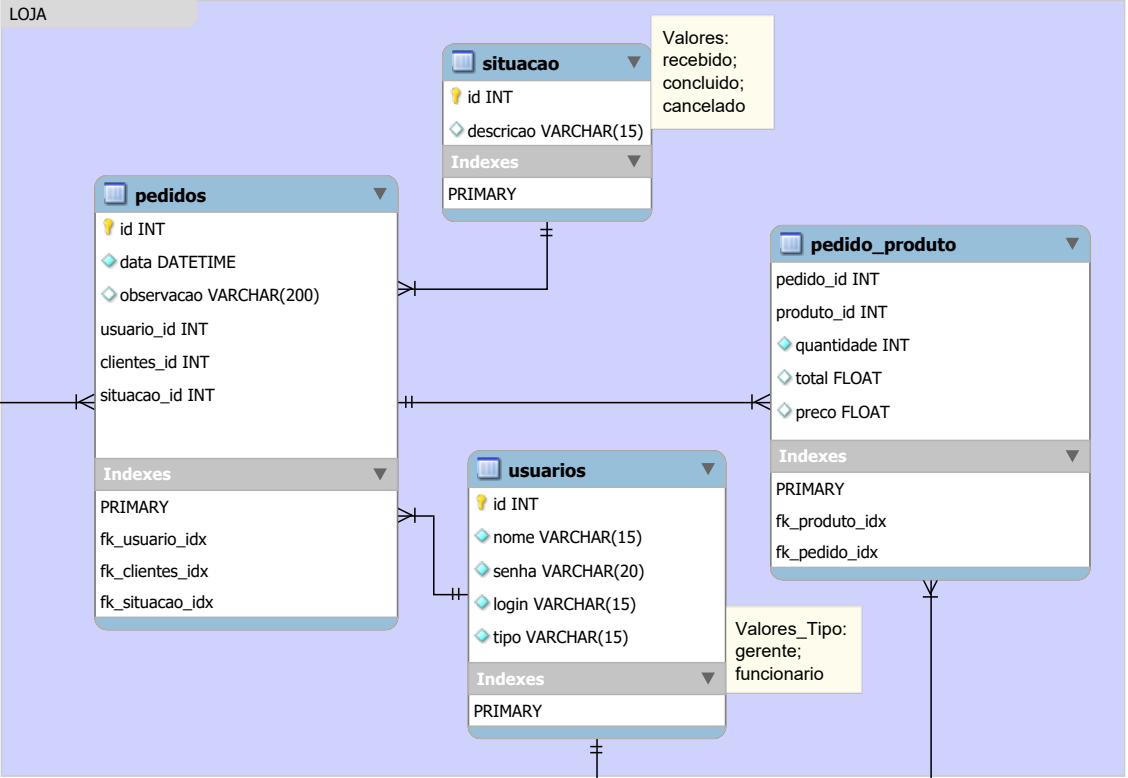 LOJA
situacao
id INT
descricao VARCHAR(15)
Indexes
PRIMARY
Valores:
recebido;
concluido;
cancelado
pedidos
id INT
data DATETIME
observacao VARCHAR(200)
usuario_id INT
clientes_id INT
situacao_id INT
Indexes
PRIMARY
fk_usuario_idx
fk_clientes_idx
fk_situacao_idx
pedido_produto
pedido_id INT
produto_id INT
quantidade INT
total FLOAT
preco FLOAT
Indexes
PRIMARY
fk_produto_idx
fk_pedido_idx
usuarios
id INT
nome VARCHAR(15)
senha VARCHAR(20)
login VARCHAR(15)
tipo VARCHAR(15)
Indexes
PRIMARY
Valores_Tipo:
gerente;
funcionario